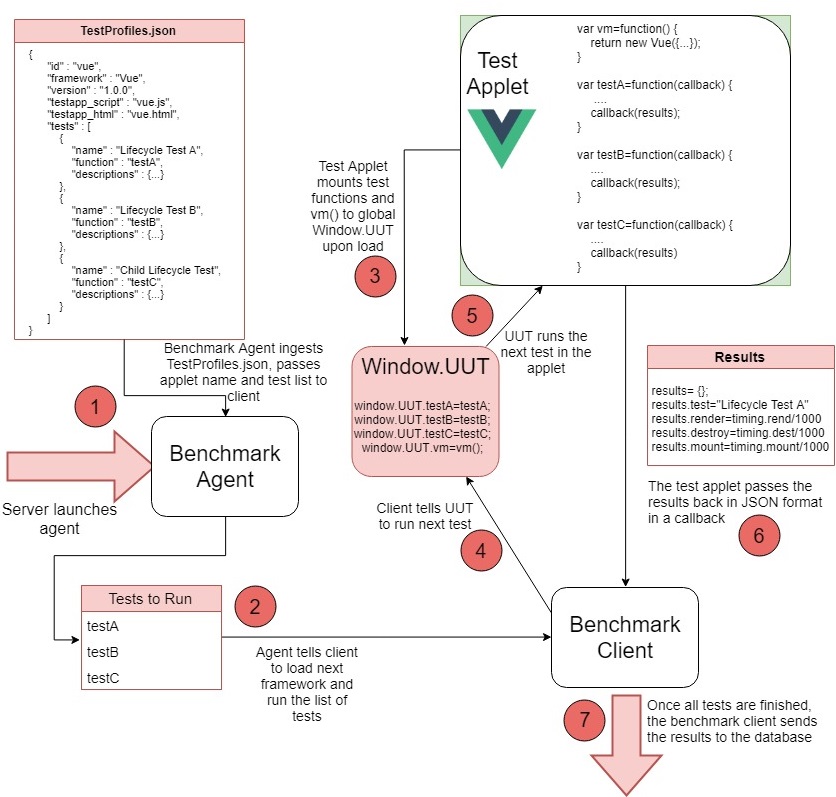 TestProfiles.json
{
"id" : "vue",
"framework" : "Vue",
"version" : "1.0.0",
"testapp_script" : "vue.js",
"testapp_html" : "vue.html",
"tests" : [
{
"name" : "Lifecycle Test A",
"function" : "testA",
"descriptions" : {...}
},
{
"name" : "Lifecycle Test B",
"function" : "testB",
"descriptions" : {...}
},
{
"name" : "Child Lifecycle Test",
"function" : "testC",
"descriptions" : {...}
}
]
}
Test
Applet
var vm=function() {
return new Vue({...});
}
var testA=function(callback) {
....
callback(results);
}
var testB=function(callback) {
....
callback(results);
}
var testC=function(callback) {
....
callback(results)
}
Test Applet
mounts test
functions and
vm() to global
Window.UUT
upon load
3
5
UUT runs the
next test in the
applet
Benchmark Agent ingests
TestProfiles.json, passes
applet name and test list to
client
1
Server launches
agent
Benchmark
Agent
Window.UUT
window.UUT.testA=testA;
window.UUT.testB=testB;
window.UUT.testC=testC;
window.UUT.vm=vm();
Results
results= {};
results.test="Lifecycle Test A"
results.render=timing.rend/1000
results.destroy=timing.dest/1000
results.mount=timing.mount/1000
The test applet passes the
results back in JSON format
in a callback
6
Client tells UUT
to run next test
4
Tests to Run
testA
testB
testC
2
Agent tells client
to load next
framework and
run the list of
tests
Benchmark
Client
7
Once all tests are finished,
the benchmark client sends
the results to the database